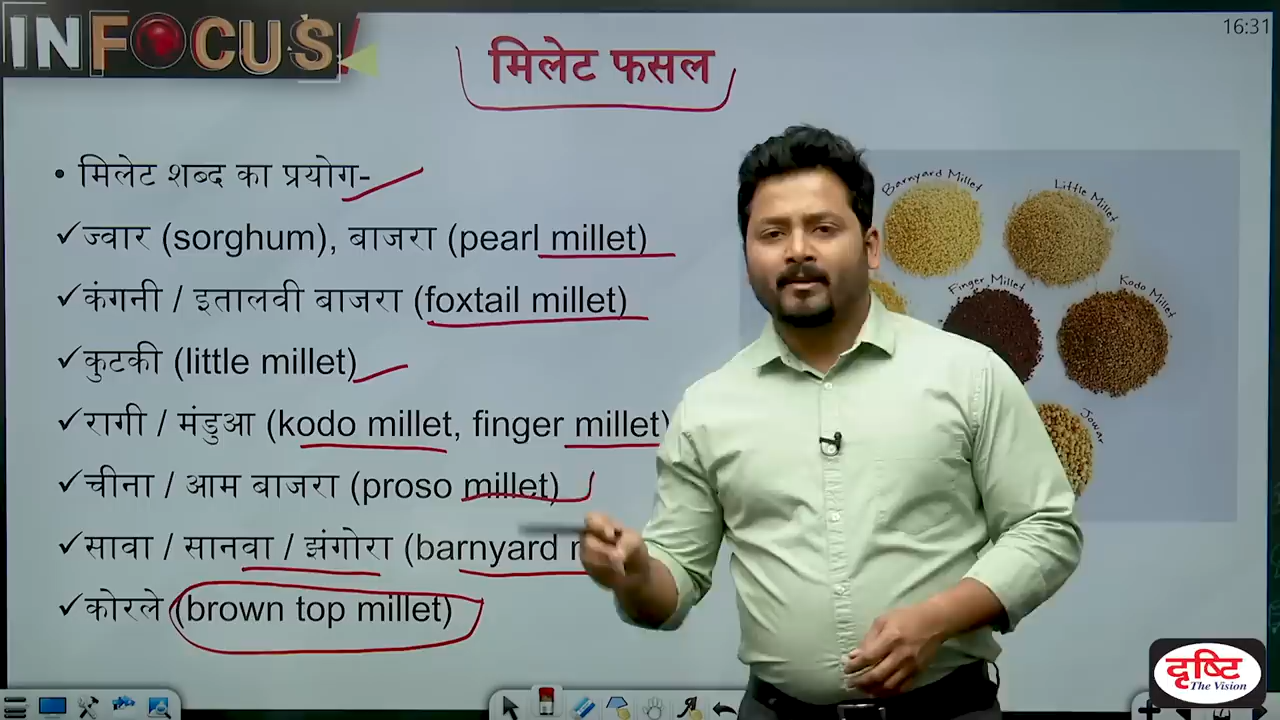 INFOCUS
16:31
मिलेट फसल
• मिलेट शब्द का प्रयोग-
✓ज्वार (sorghum), बाजरा (pearl millet)
✓कंगनी / इतालवी बाजरा (foxtail millet)
✓कुटकी (little millet)
✓रागी / मंडुआ (kodo millet, finger millet)
✓चीना / आम बाजरा (proso millet)
✓सावा / सानवा / झंगोरा (barnyard
✓कोरले (brown top millet)
Barnyard Millet
Little Millet
Finger Millet
Kodo Millet
Jowar
दृष्टि
The Vision